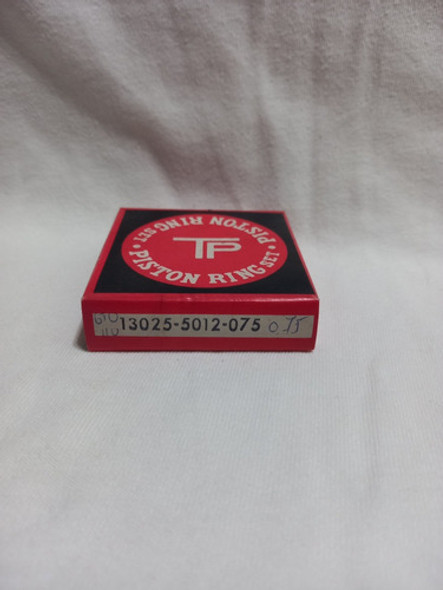 PISTON RING SET
TP
PISTON RING SET
13025-5012-075 0.75